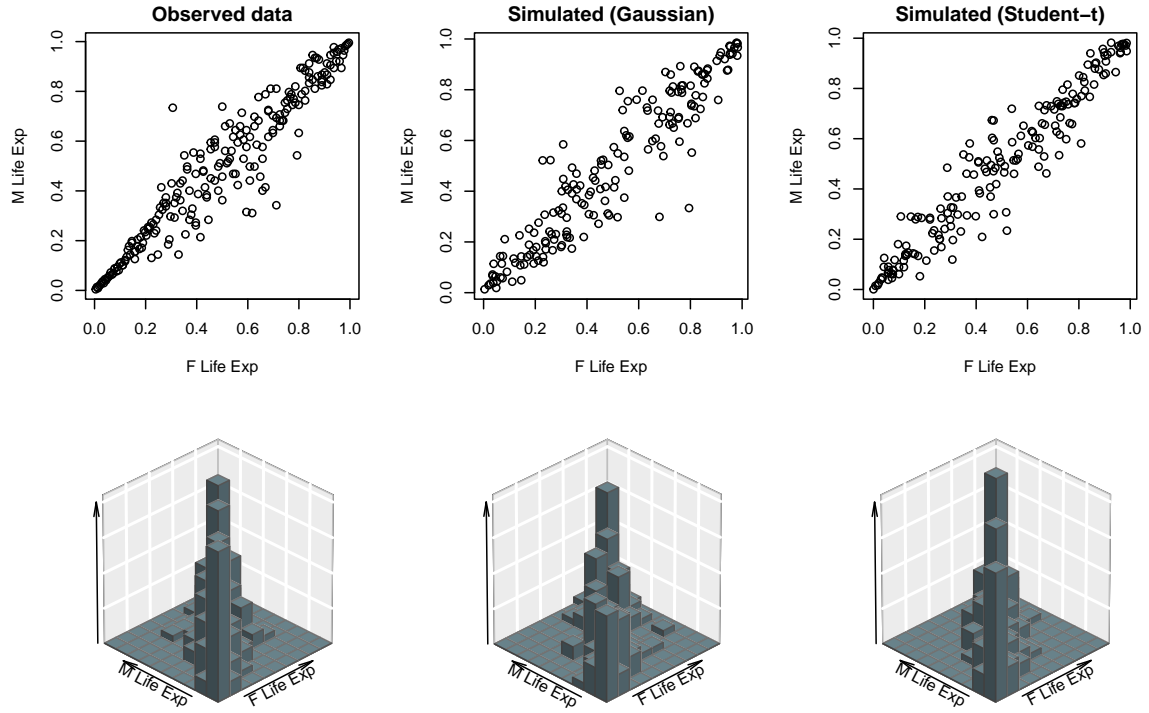 Observed data
Simulated (Gaussian)
Simulated (Student−t)
M Life Exp
1.0
0.8
0.6
0.4
0.2
0.0
0.0 0.2 0.4 0.6 0.8 1.0
F Life Exp
M Life Exp
1.0
0.8
0.6
0.4
0.2
0.0
0.0 0.2 0.4 0.6 0.8 1.0
F Life Exp
M Life Exp
1.0
0.8
0.6
0.4
0.2
0.0
0.0 0.2 0.4 0.6 0.8 1.0
F Life Exp
M Life Exp
F Life Exp
M Life Exp
F Life Exp
M Life Exp
F Life Exp